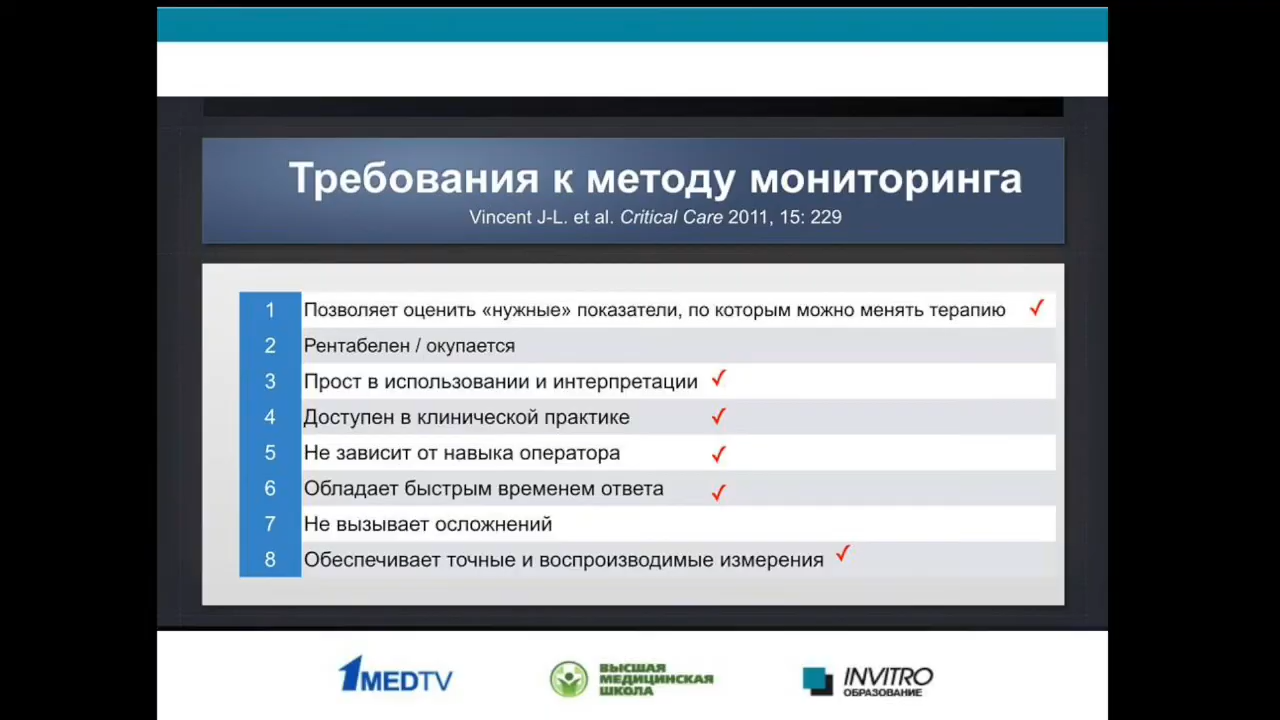 Требования к методу мониторинга
Vincent J-L. et al. Critical Care 2011, 15: 229
1 Позволяет оценить «нужные» показатели, по которым можно менять терапию ✓
2 Рентабелен / окупается
3 Прост в использовании и интерпретации ✓
4 Доступен в клинической практике ✓
5 Не зависит от навыка оператора ✓
6 Обладает быстрым временем ответа ✓
7 Не вызывает осложнений
8 Обеспечивает точные и воспроизводимые измерения ✓
1MEDTV
ВЫСШАЯ
МЕДИЦИНСКАЯ
ШКОЛА
INVITRO
ОБРАЗОВАНИЕ